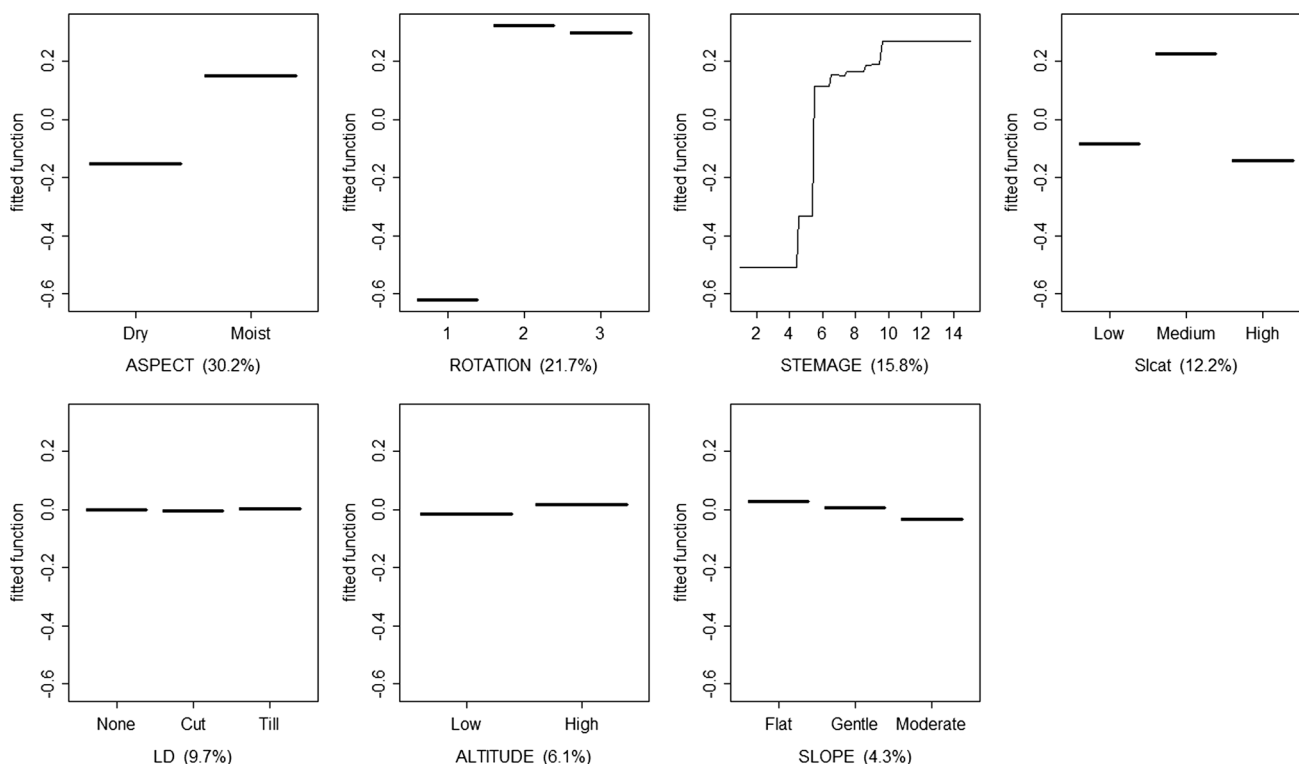 fitted function
0.2
0.0
-0.2
-0.4
-0.6
Dry Moist
ASPECT (30.2%)
fitted function
0.2
0.0
-0.2
-0.4
-0.6
1 2 3
ROTATION (21.7%)
fitted function
0.2
0.0
-0.2
-0.4
-0.6
2 4 6 8 10 12 14
STEMAGE (15.8%)
fitted function
0.2
0.0
-0.2
-0.4
-0.6
Low Medium High
Slcat (12.2%)
fitted function
0.2
0.0
-0.2
-0.4
-0.6
None Cut Till
LD (9.7%)
fitted function
0.2
0.0
-0.2
-0.4
-0.6
Low High
ALTITUDE (6.1%)
fitted function
0.2
0.0
-0.2
-0.4
-0.6
Flat Gentle Moderate
SLOPE (4.3%)